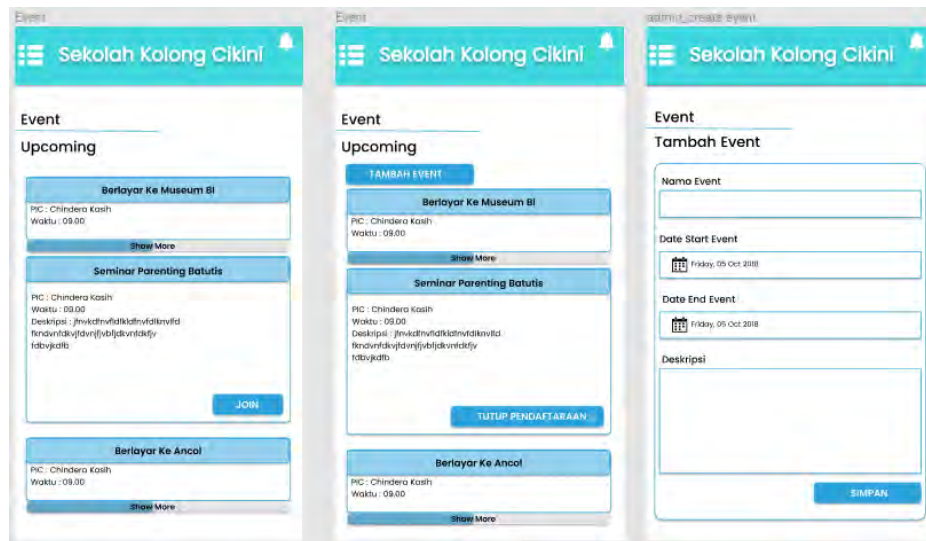 Event
Sekolah Kolong Cikini
Event
Upcoming
Berlayar Ke Museum BI
PIC : Chindera Kasih
Waktu : 09.00
Show More
Seminar Parenting Batutis
PIC : Chindera Kasih
Waktu : 09.00
Deskripsi :
fdbvjkdfb
JOIN
Berlayar Ke Ancol
PIC : Chindera Kasih
Waktu : 09.00
Show More
Event
Sekolah Kolong Cikini
Event
Upcoming
TAMBAH EVENT
Berlayar Ke Museum BI
PIC : Chindera Kasih
Waktu : 09.00
Show More
Seminar Parenting Batutis
PIC : Chindera Kasih
Waktu : 09.00
Deskripsi :
fdbvjkdfb
TUTUP PENDAFTARAAN
Berlayar Ke Ancol
PIC : Chindera Kasih
Waktu : 09.00
Show More
admin_create event
Sekolah Kolong Cikini
Event
Tambah Event
Nama Event
Date Start Event
Friday, 05 Oct 2018
Date End Event
Friday, 05 Oct 2018
Deskripsi
SIMPAN